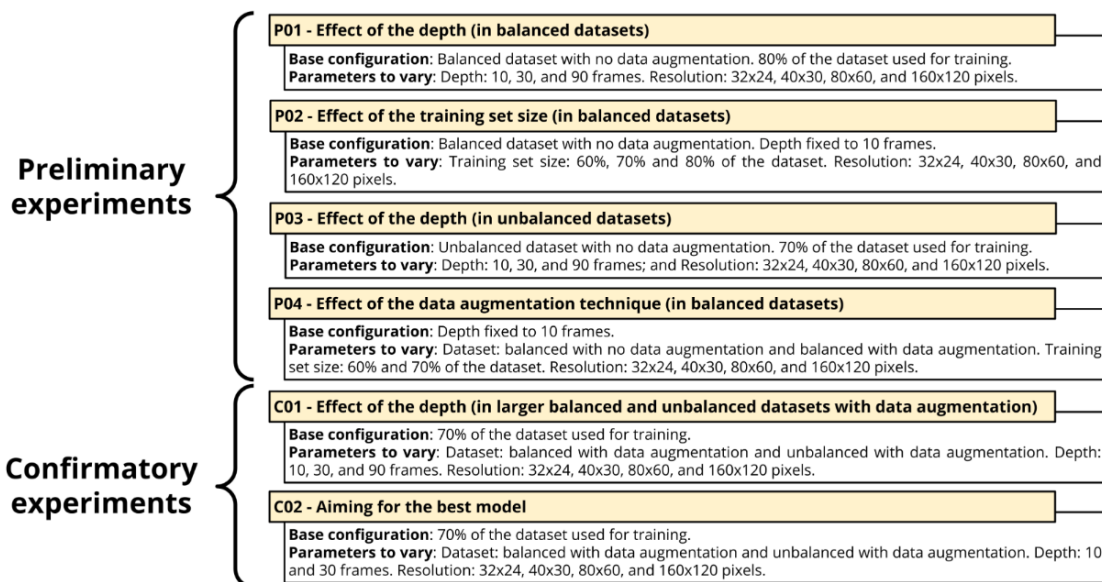 Preliminary
experiments
P01 - Effect of the depth (in balanced datasets)
Base configuration: Balanced dataset with no data augmentation. 80% of the dataset used for training.
Parameters to vary: Depth: 10, 30, and 90 frames. Resolution: 32x24, 40x30, 80x60, and 160x120 pixels.
P02 - Effect of the training set size (in balanced datasets)
Base configuration: Balanced dataset with no data augmentation. Depth fixed to 10 frames.
Parameters to vary: Training set size: 60%, 70% and 80% of the dataset. Resolution: 32x24, 40x30, 80x60, and
160x120 pixels.
P03 - Effect of the depth (in unbalanced datasets)
Base configuration: Unbalanced dataset with no data augmentation. 70% of the dataset used for training.
Parameters to vary: Depth: 10, 30, and 90 frames; and Resolution: 32x24, 40x30, 80x60, and 160x120 pixels.
P04 - Effect of the data augmentation technique (in balanced datasets)
Base configuration: Depth fixed to 10 frames.
Parameters to vary: Dataset: balanced with no data augmentation and balanced with data augmentation. Training
set size: 60% and 70% of the dataset. Resolution: 32x24, 40x30, 80x60, and 160x120 pixels.
Confirmatory
experiments
C01 - Effect of the depth (in larger balanced and unbalanced datasets with data augmentation)
Base configuration: 70% of the dataset used for training.
Parameters to vary: Dataset: balanced with data augmentation and unbalanced with data augmentation. Depth:
10, 30, and 90 frames. Resolution: 32x24, 40x30, 80x60, and 160x120 pixels.
C02 - Aiming for the best model
Base configuration: 70% of the dataset used for training.
Parameters to vary: Dataset: balanced with data augmentation and unbalanced with data augmentation. Depth: 10
and 30 frames. Resolution: 32x24, 40x30, 80x60, and 160x120 pixels.